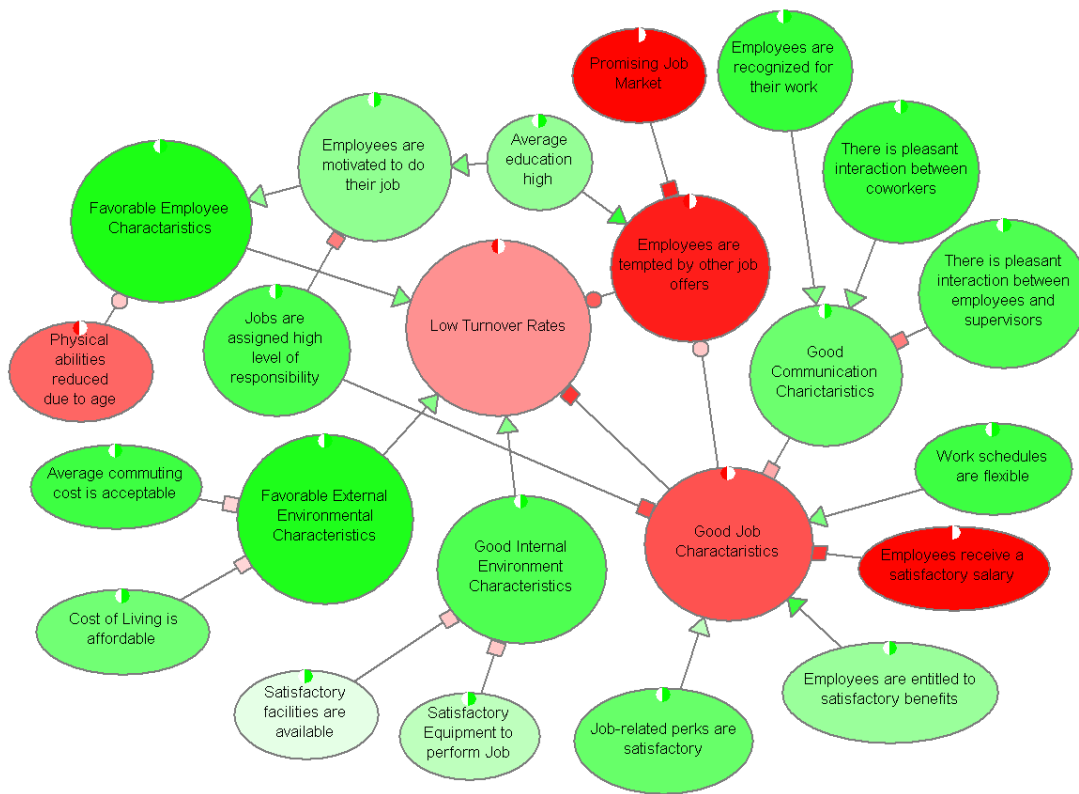 Promising Job
Market
Employees are
recognized for
their work
Employees are
motivated to do
their job
Average
education
high
There is pleasant
interaction between
coworkers
Favorable Employee
Charactaristics
Employees are
tempted by other job
offers
There is pleasant
interaction between
employees and
supervisors
Low Turnover Rates
Jobs are
assigned high
level of
responsibility
Physical
abilities
reduced
due to age
Good
Communication
Charictaristics
Average commuting
cost is acceptable
Favorable External
Environmental
Characteristics
Work schedules
are flexible
Good Internal
Environment
Characteristics
Good Job
Charactaristics
Employees receive a
satisfactory salary
Cost of Living is
affordable
Satisfactory
facilities are
available
Satisfactory
Equipment to
perform Job
Job-related perks are
satisfactory
Employees are entitled to
satisfactory benefits